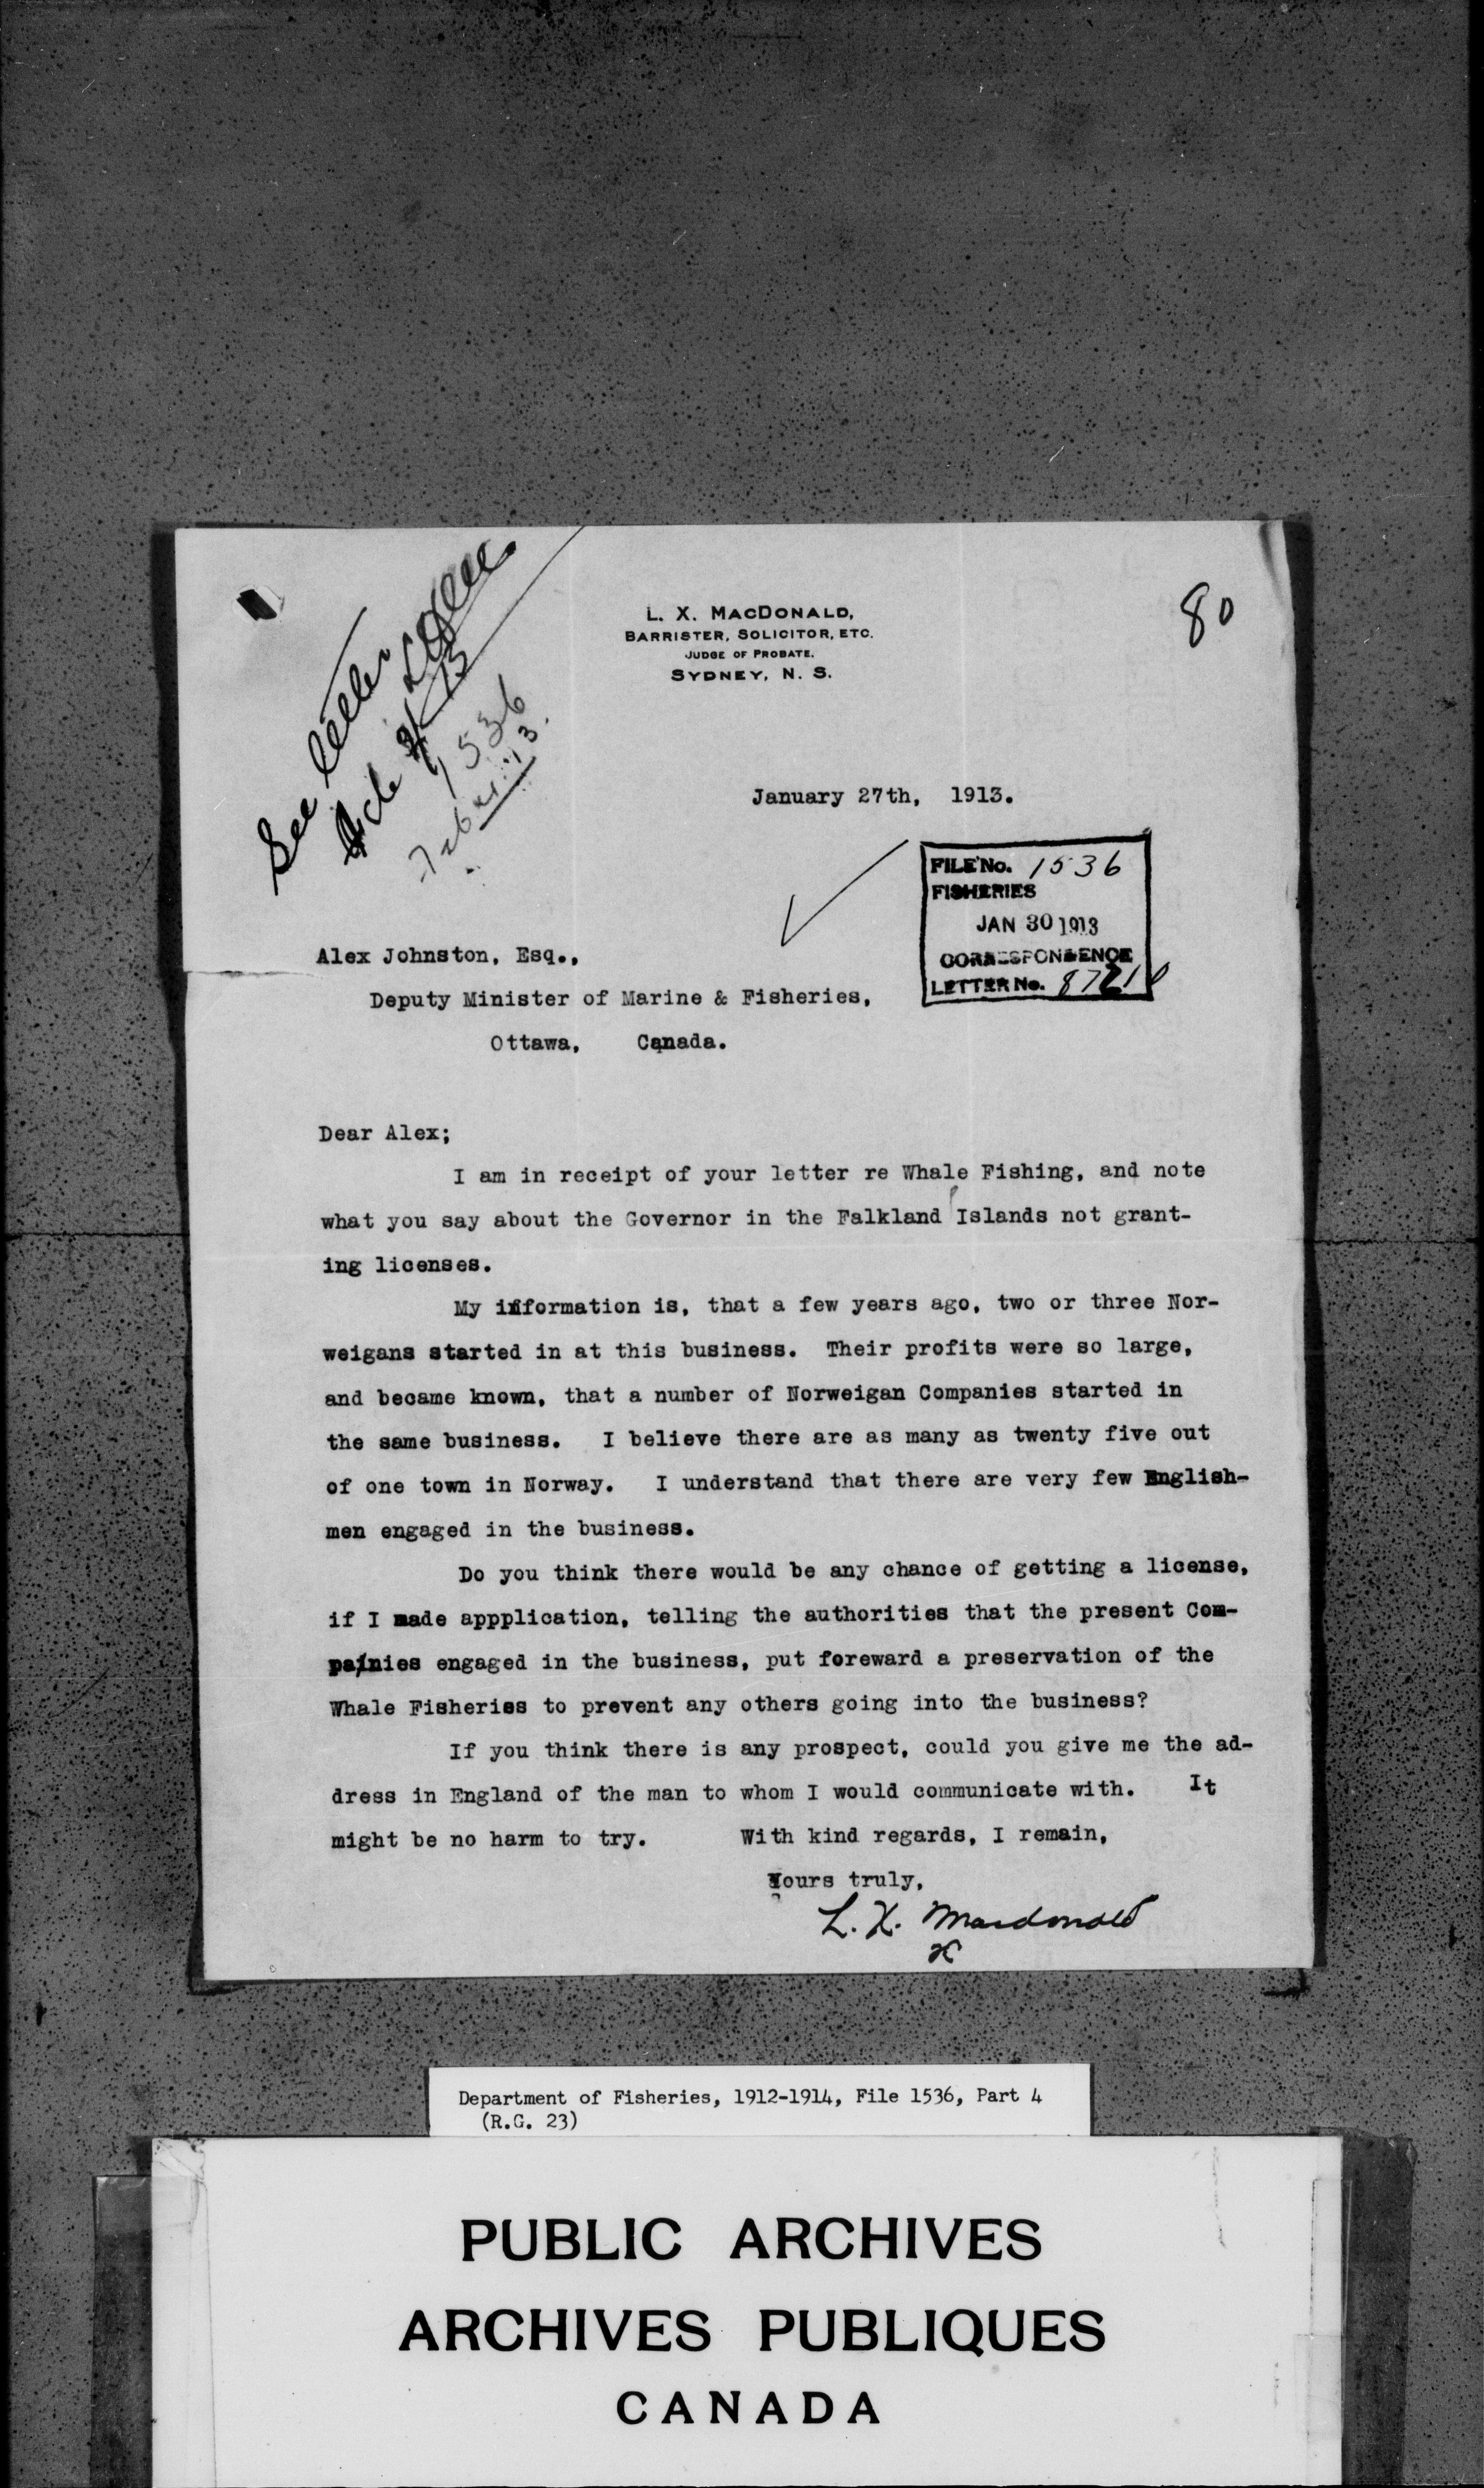 See letter
80
L. X. MACDONALD,
BARRISTER, SOLICITOR, ETC.
JUDGE OF PROBATE.
SYDNEY, N. S.
1536
January 27th, 1913.
FILE No. 1536
FISHERIES
JAN 30 1913
CORRESPONDENCE
LETTER No.
Alex Johnston, Esq.,
Deputy Minister of Marine & Fisheries,
Ottawa, Canada.
Dear Alex;
I am in receipt of your letter re Whale Fishing, and note
what you say about the Governor in the Falkland Islands not grant-
ing licenses.
My information is, that a few years ago, two or three Nor-
weigans started in at this business. Their profits were so large,
and became known, that a number of Norweigan Companies started in
the same business. I believe there are as many as twenty five out
of one town in Norway. I understand that there are very few English-
men engaged in the business.
Do you think there would be any chance of getting a license,
if I made appplication, telling the authorities that the present Com-
painies engaged in the business, put foreward a preservation of the
Whale Fisheries to prevent any others going into the business?
If you think there is any prospect, could you give me the ad-
dress in England of the man to whom I would communicate with. It
might be no harm to try. With kind regards, I remain,
Yours truly,
L. X. Macdonald
Department of Fisheries, 1912-1914, File 1536, Part 4
(R.G. 23)
PUBLIC ARCHIVES
ARCHIVES PUBLIQUES
CANADA